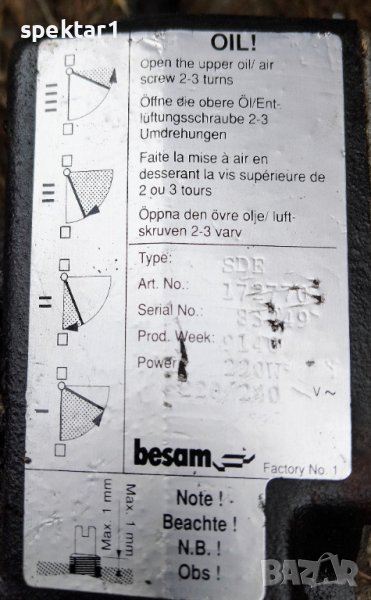 spektar1
OIL!
Open the upper oil/ air
screw 2-3 turns
Öffne die obere Öl/Ent-
lüftungsschraube 2-3
Umdrehungen
Faite la mise à air en
desserant la vis supérieure de
2 ou 3 tours
Öppna den övre olje/ luft-
skruven 2-3 varv
Type: SDE
Art. No.:
Serial No.:
Prod. Week:
Power
V~
besam
Factory No. 1
Max. 1 mm
Max. 1 mm
Note !
Beachte !
N.B. !
Obs !
BAZAR